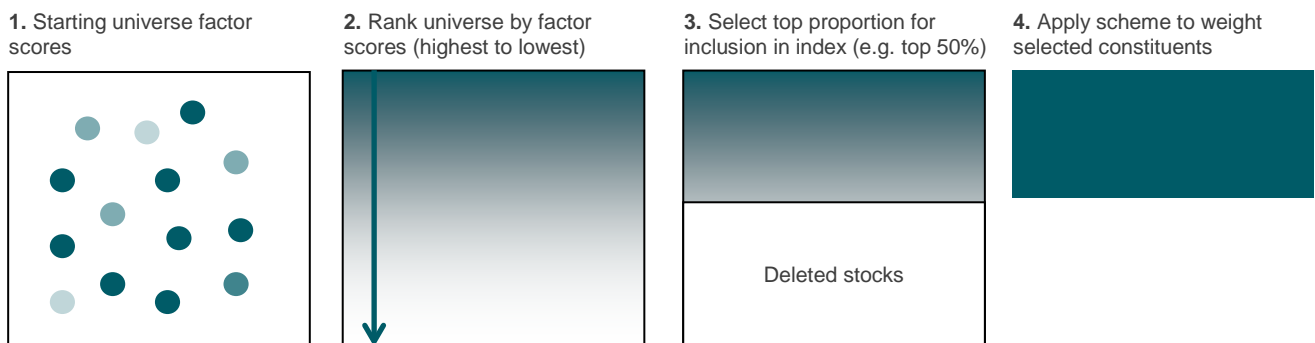 1. Starting universe factor
scores
2. Rank universe by factor
scores (highest to lowest)
3. Select top proportion for
inclusion in index (e.g. top 50%)
4. Apply scheme to weight
selected constituents
Deleted stocks